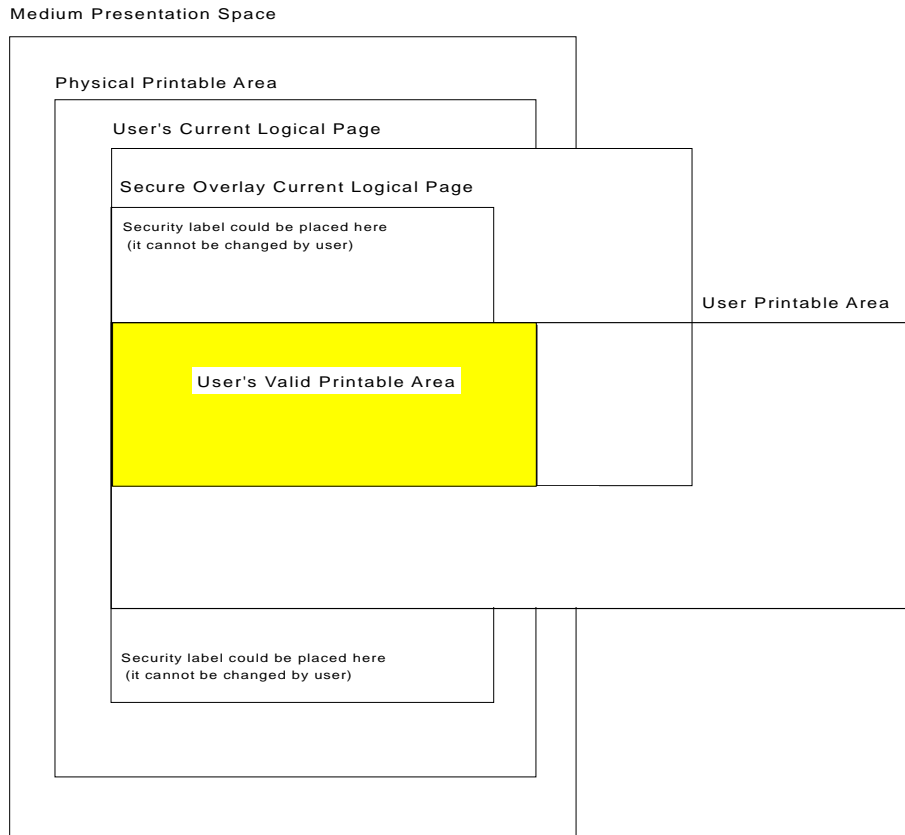 Medium Presentation Space
Physical Printable Area
User's Current Logical Page
Secure Overlay Current Logical Page
Security label could be placed here
(it cannot be changed by user)
User Printable Area
User's Valid Printable Area
Security label could be placed here
(it cannot be changed by user)